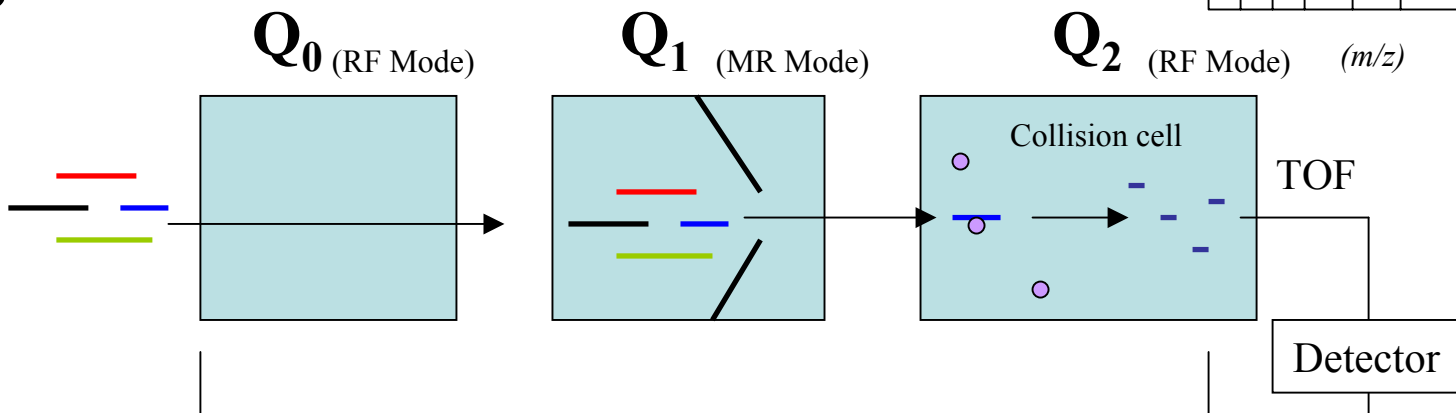 Q0 (RF Mode)
Q1 (MR Mode)
Q2 (RF Mode)
(m/z)
Collision cell
TOF
Detector